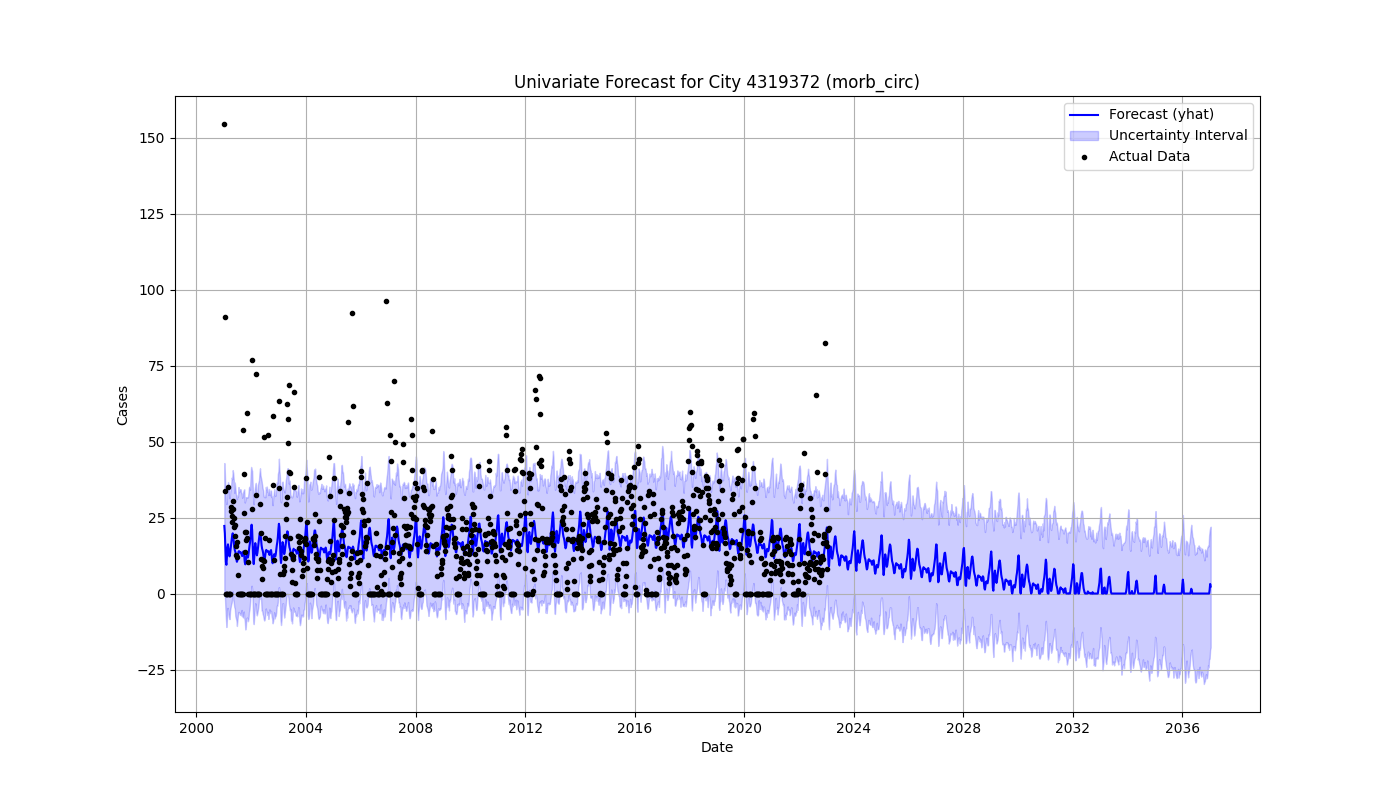 Univariate Forecast for City 4319372 (morb_circ)
Forecast (yhat)
Uncertainty Interval
Actual Data
150
125
100
75
50
25
0
−25
Cases
2000 2004 2008 2012 2016 2020 2024 2028 2032 2036
Date